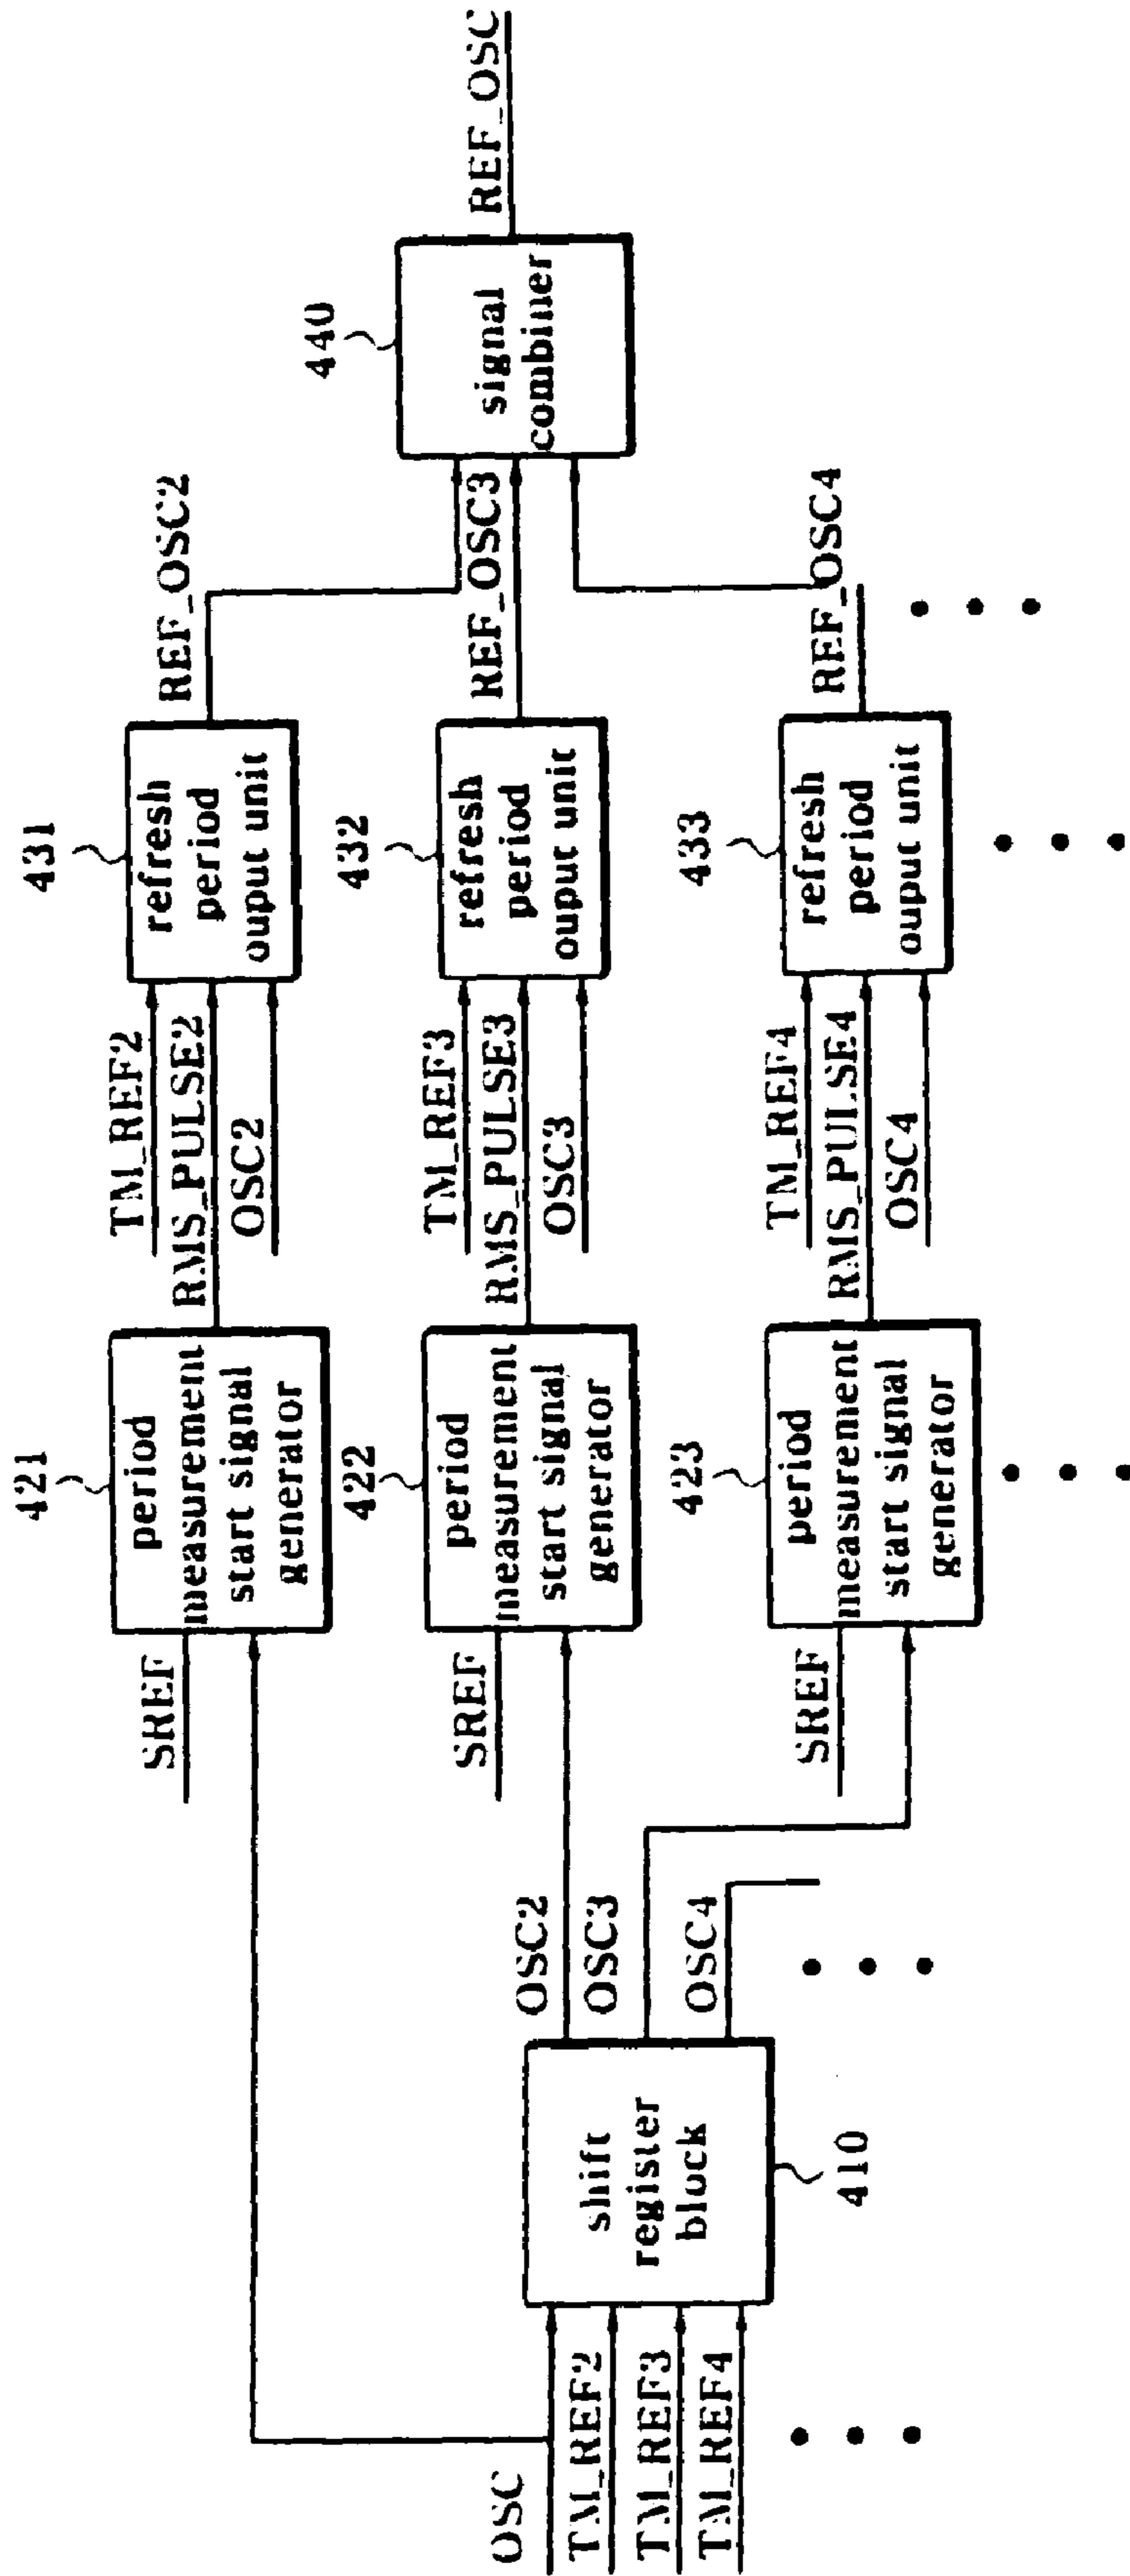 OSC
TM_REF2
TM_REF3
TM_REF4
shift
register
block
410
OSC2
OSC3
OSC4
SREF
421
period
measurement
start signal
generator
SREF
422
period
measurement
start signal
generator
SREF
423
period
measurement
start signal
generator
TM_REF2
RMS_PULSE2
OSC2
431
refresh
period
ouput unit
TM_REF3
RMS_PULSE3
OSC3
432
refresh
period
ouput unit
TM_REF4
RMS_PULSE4
OSC4
433
refresh
period
ouput unit
REF_OSC2
REF_OSC3
REF_OSC4
440
signal
combiner
REF_OSC